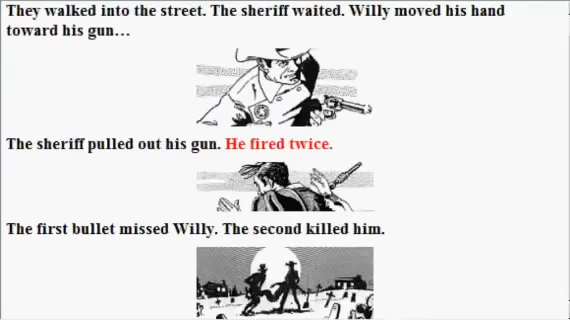 They walked into the street. The sheriff waited. Willy moved his hand
toward his gun…
The sheriff pulled out his gun. He fired twice.
The first bullet missed Willy. The second killed him.